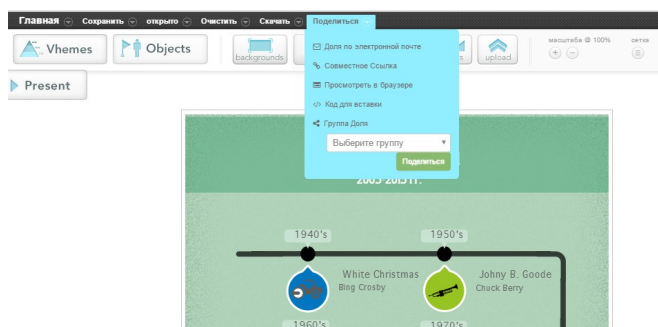 Главная Сохранить открыто Очистить Скачать Поделиться
Vhemes Objects backgrounds upload масштаба @ 100% сетка
Present
Доля по электронной почте
Совместное Ссылка
Просмотреть в браузере
Код для вставки
Группа Доля
Выберите группу
Поделиться
1940's 1950's
White Christmas Johny B. Goode
Bing Crosby Chuck Berry
1960's 1970's